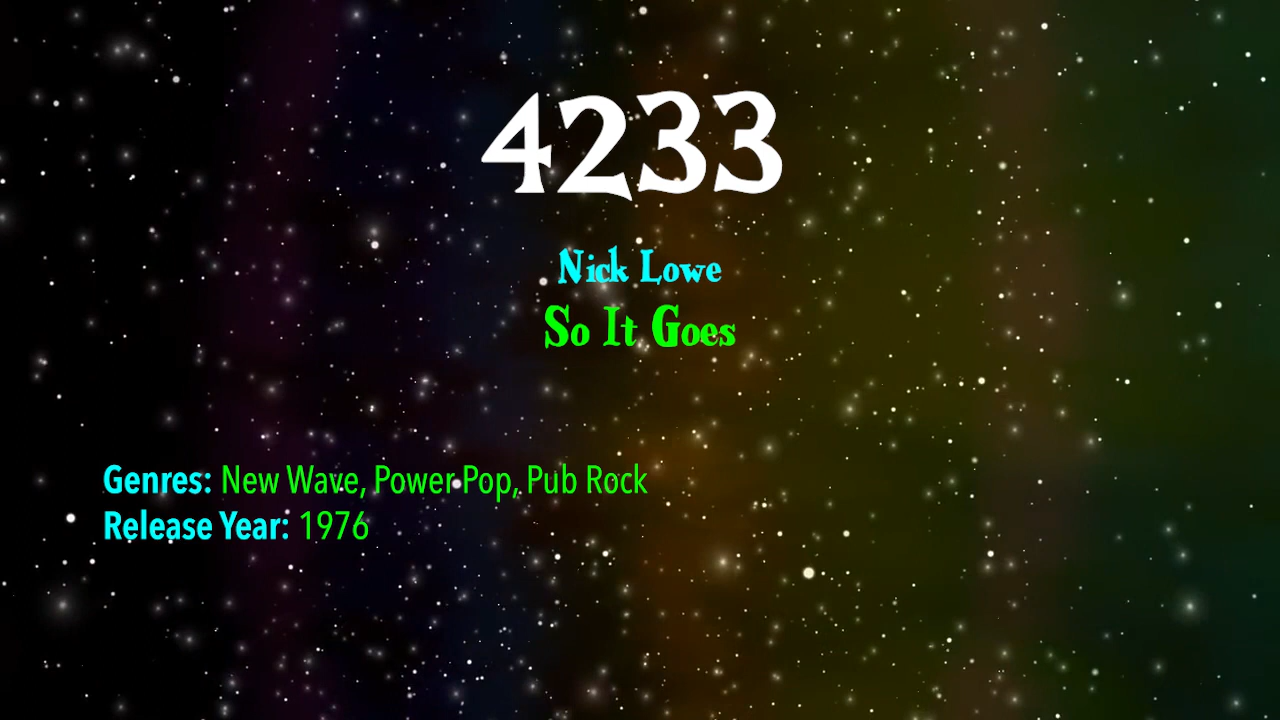 4233
Nick Lowe
So It Goes
Genres: New Wave, Power Pop, Pub Rock
Release Year: 1976